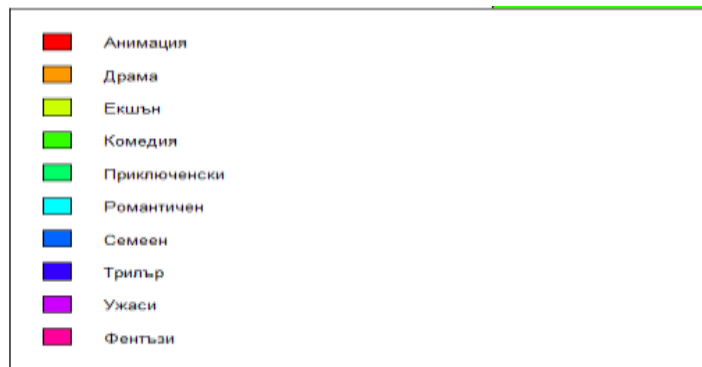 Анимация
Драма
Екшън
Комедия
Приключенски
Романтичен
Семеен
Трилър
Ужаси
Фентъзи